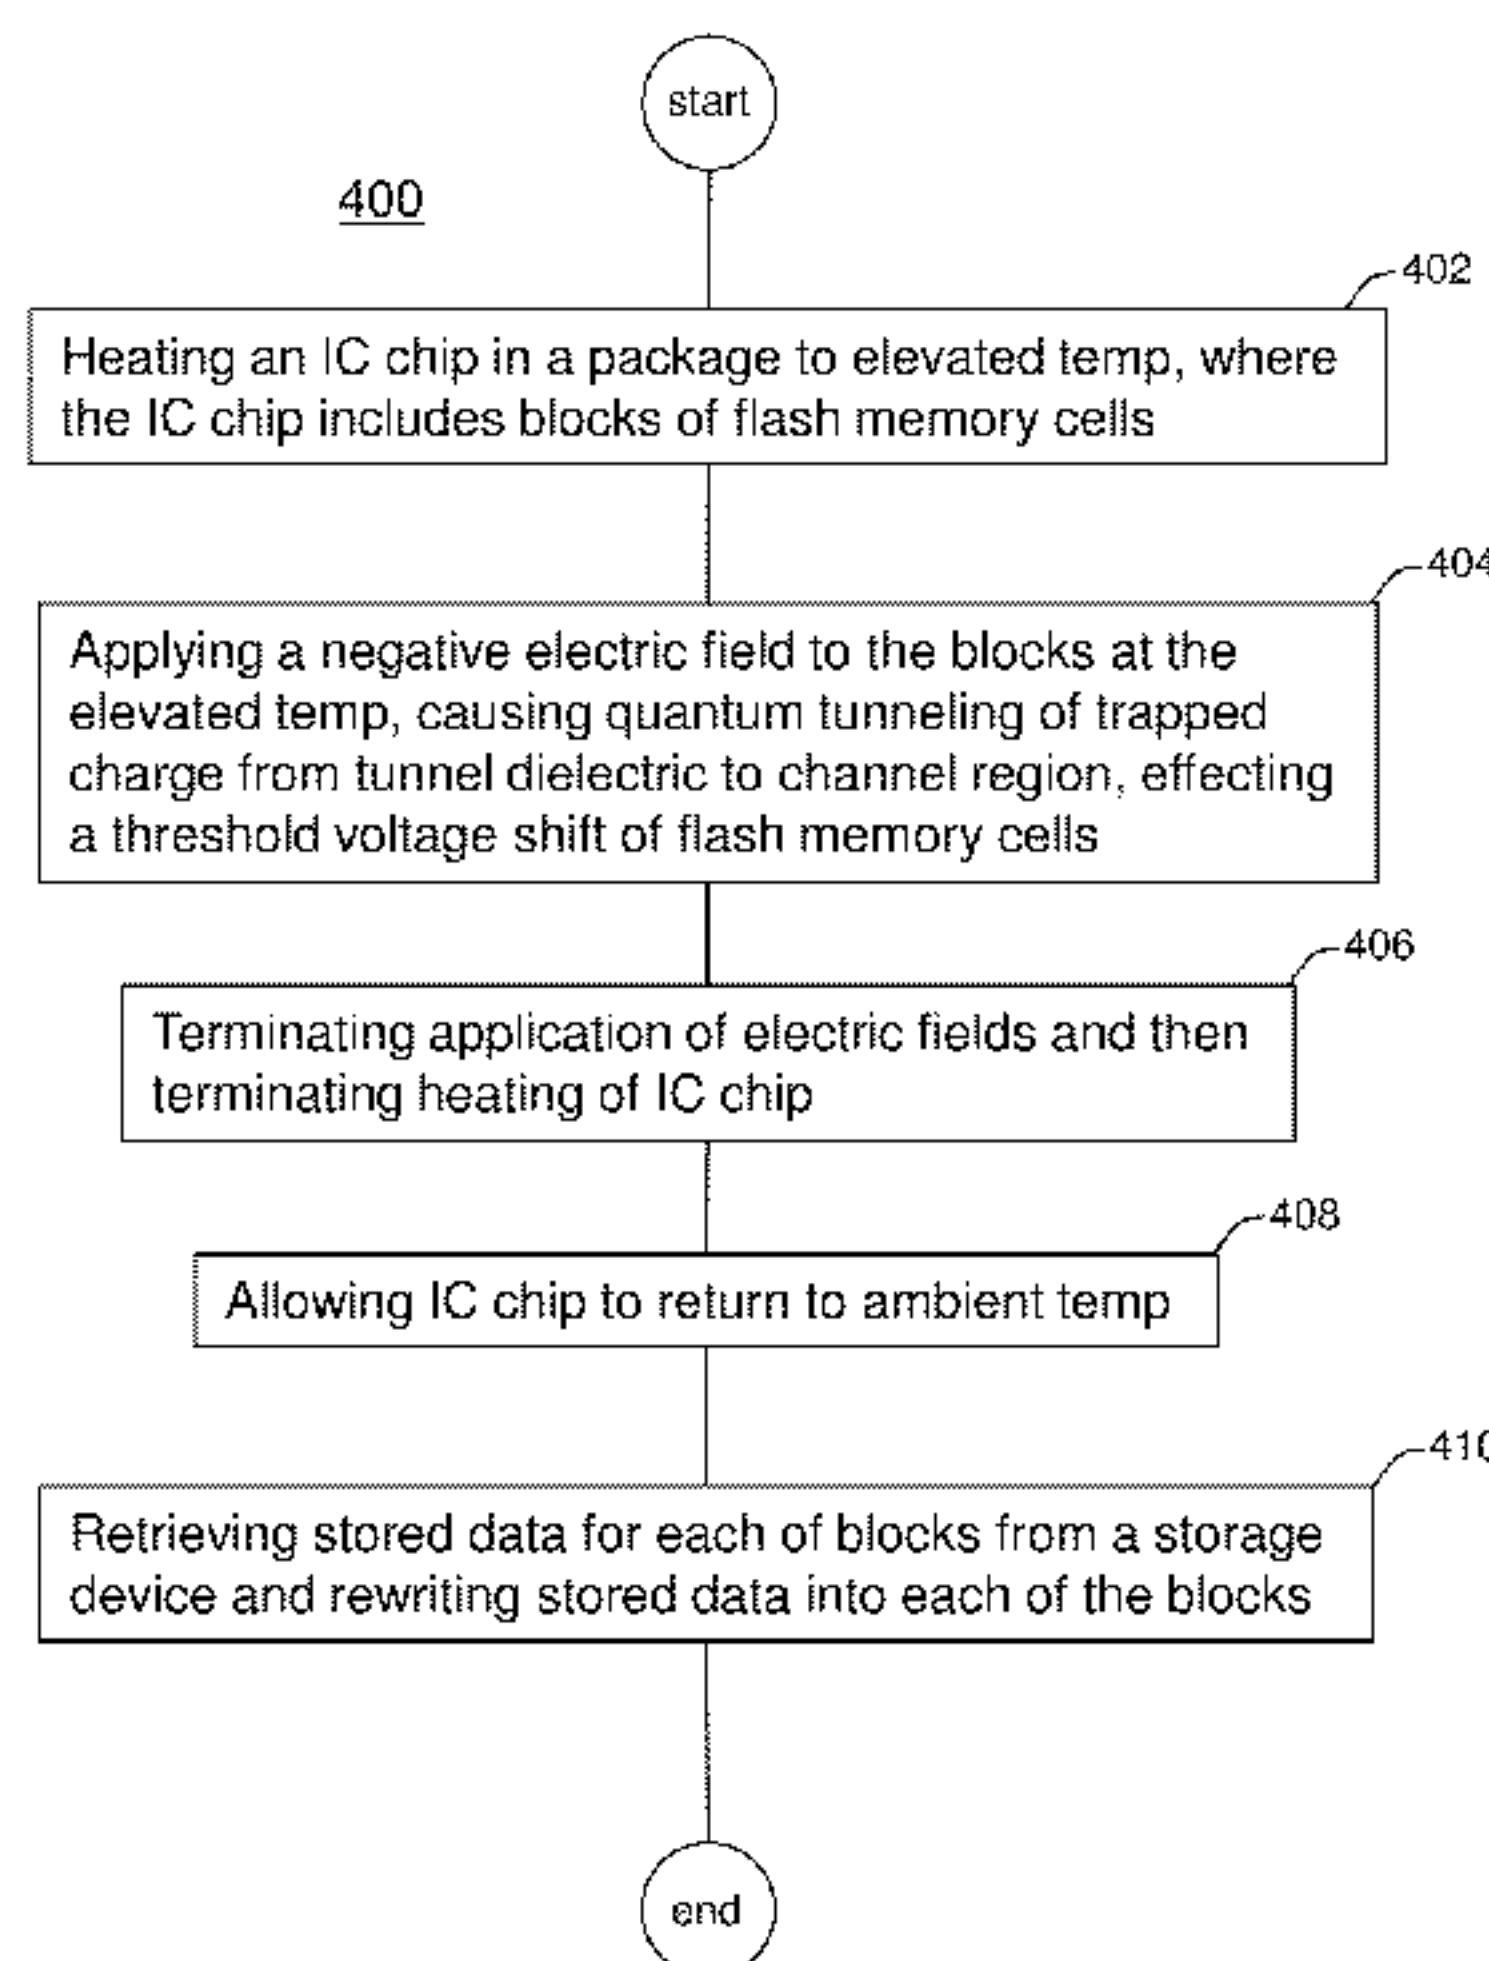 start
400
402
Heating an IC chip in a package to elevated temp, where
the IC chip includes blocks of flash memory cells
404
Applying a negative electric field to the blocks at the
elevated temp, causing quantum tunneling of trapped
charge from tunnel dielectric to channel region, effecting
a threshold voltage shift of flash memory cells
406
Terminating application of electric fields and then
terminating heating of IC chip
408
Allowing IC chip to return to ambient temp
410
Retrieving stored data for each of blocks from a storage
device and rewriting stored data into each of the blocks
end